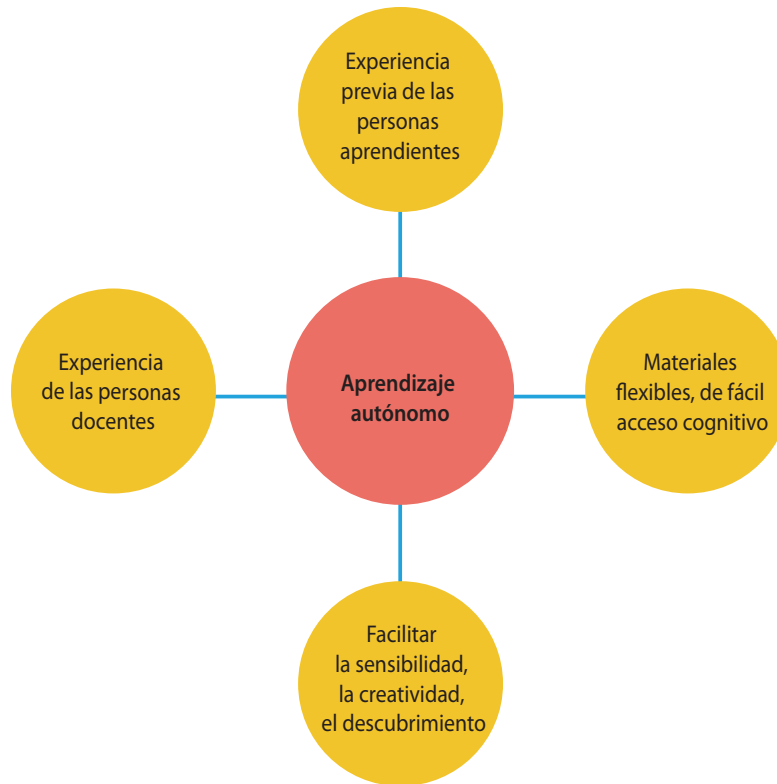 Experiencia
previa de las
personas
aprendientes
Experiencia
de las personas
docentes
Aprendizaje
autónomo
Materiales
flexibles, de fácil
acceso cognitivo
Facilitar
la sensibilidad,
la creatividad,
el descubrimiento